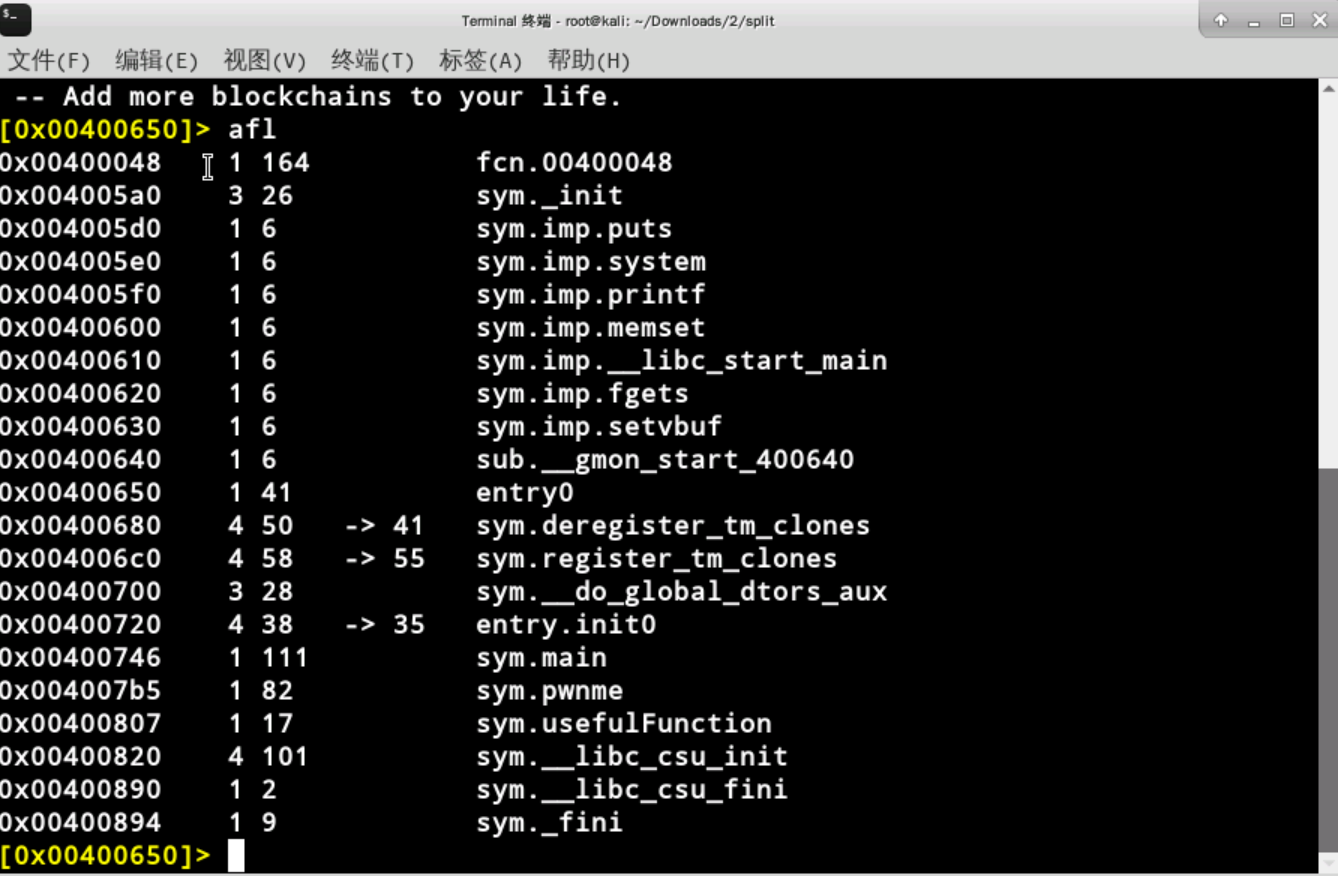 $_
Terminal 终端 - root@kali: ~/Downloads/2/split
文件(F) 编辑(E) 视图(V) 终端(T) 标签(A) 帮助(H)
-- Add more blockchains to your life.
[0x00400650]> afl
0x00400048 1 164 fcn.00400048
0x004005a0 3 26 sym._init
0x004005d0 1 6 sym.imp.puts
0x004005e0 1 6 sym.imp.system
0x004005f0 1 6 sym.imp.printf
0x00400600 1 6 sym.imp.memset
0x00400610 1 6 sym.imp.__libc_start_main
0x00400620 1 6 sym.imp.fgets
0x00400630 1 6 sym.imp.setvbuf
0x00400640 1 6 sub.__gmon_start_400640
0x00400650 1 41 entry0
0x00400680 4 50 -> 41 sym.deregister_tm_clones
0x004006c0 4 58 -> 55 sym.register_tm_clones
0x00400700 3 28 sym.__do_global_dtors_aux
0x00400720 4 38 -> 35 entry.init0
0x00400746 1 111 sym.main
0x004007b5 1 82 sym.pwnme
0x00400807 1 17 sym.usefulFunction
0x00400820 4 101 sym.__libc_csu_init
0x00400890 1 2 sym.__libc_csu_fini
0x00400894 1 9 sym._fini
[0x00400650]>